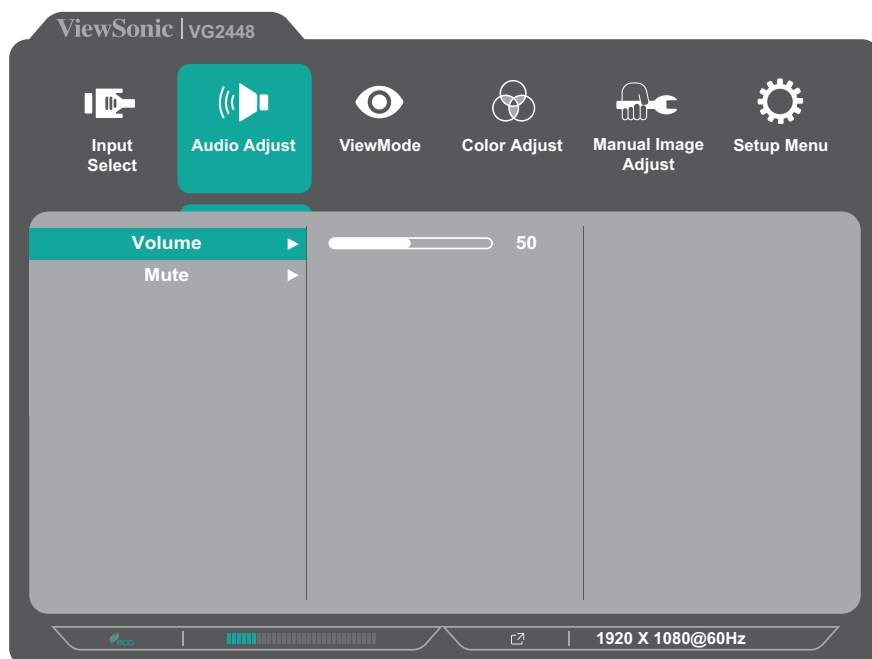 ViewSonic | VG2448
Input
Select
Audio Adjust
ViewMode
Color Adjust
Manual Image
Adjust
Setup Menu
Volume
50
Mute
eco
1920 X 1080@60Hz